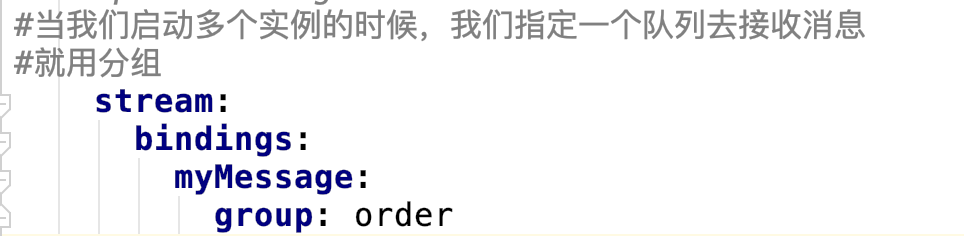 #当我们启动多个实例的时候，我们指定一个队列去接收消息
#就用分组
stream:
bindings:
myMessage:
group: order